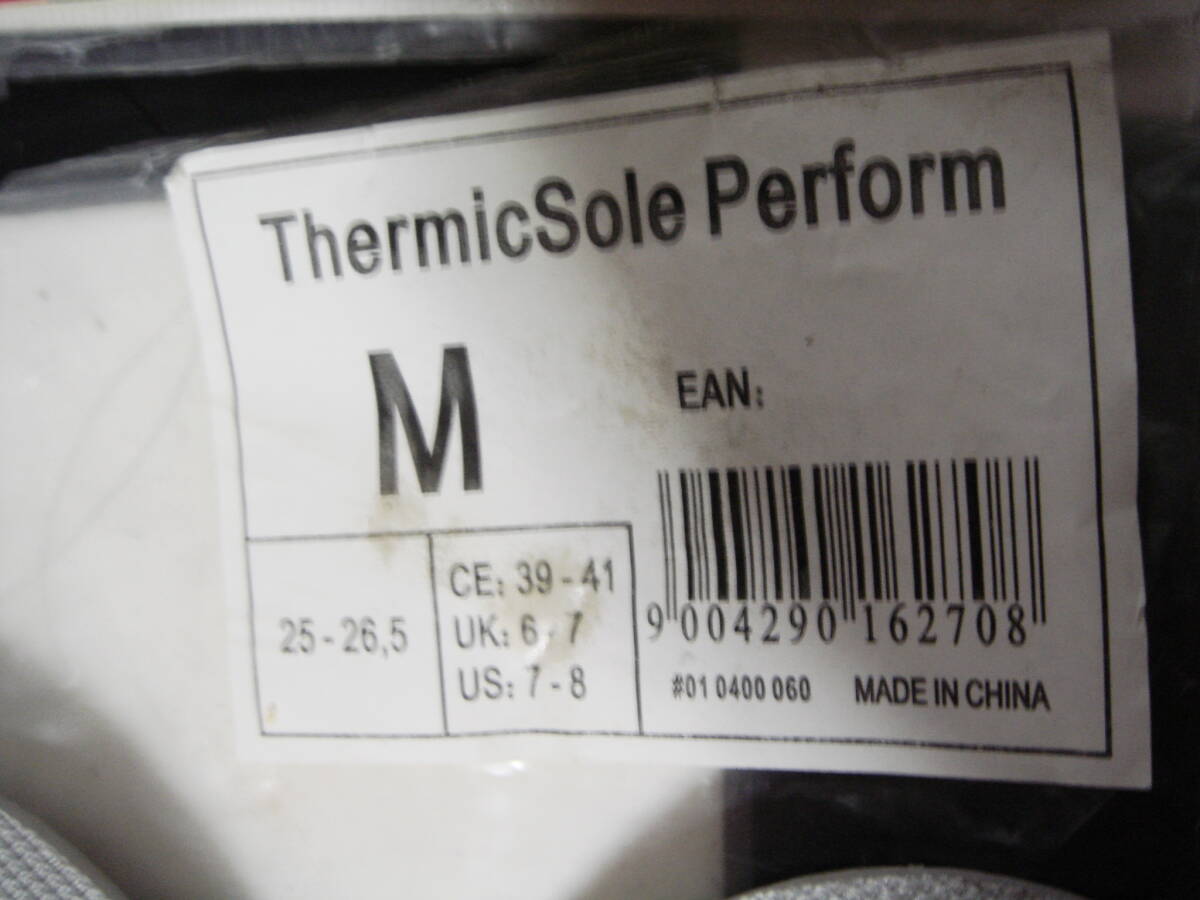 ThermicSole Perform
M
EAN:
25 - 26,5
CE: 39 - 41
UK: 6 - 7
US: 7 - 8
9 004290 162708
#01 0400 060 MADE IN CHINA